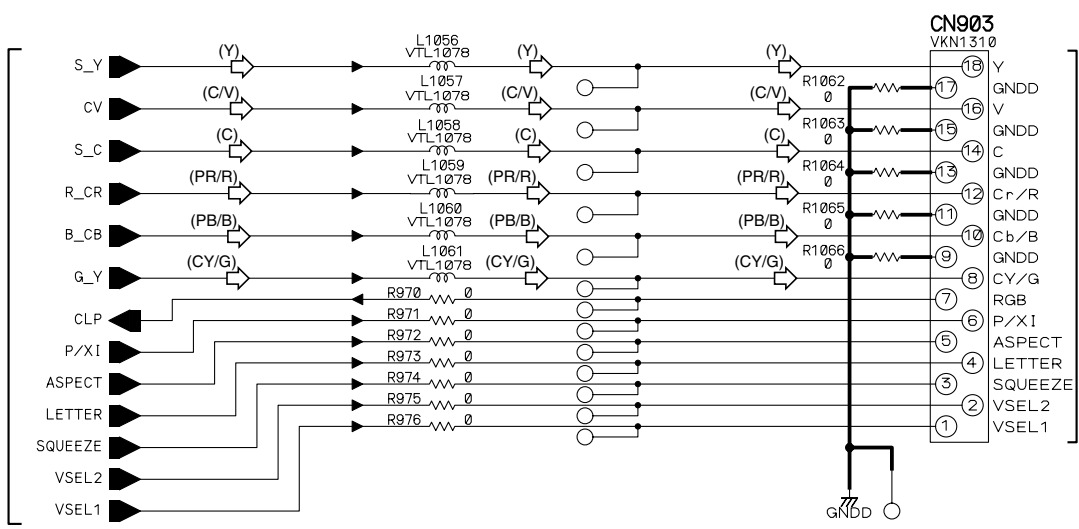 CN903
VKN1310
S_Y (Y) L1056 VTL1078 (Y) (Y) 18 Y
R1062 0 17 GNDD
CV (C/V) L1057 VTL1078 (C/V) (C/V) 16 V
R1063 0 15 GNDD
S_C (C) L1058 VTL1078 (C) (C) 14 C
R1064 0 13 GNDD
R_CR (PR/R) L1059 VTL1078 (PR/R) (PR/R) 12 Cr/R
R1065 0 11 GNDD
B_CB (PB/B) L1060 VTL1078 (PB/B) (PB/B) 10 Cb/B
R1066 0 9 GNDD
G_Y (CY/G) L1061 VTL1078 (CY/G) (CY/G) 8 CY/G
R970 0 7 RGB
CLP R971 0 6 P/XI
P/XI R972 0 5 ASPECT
R973 0 4 LETTER
ASPECT R974 0 3 SQUEEZE
LETTER R975 0 2 VSEL2
R976 0 1 VSEL1
SQUEEZE
VSEL2
VSEL1
GNDD